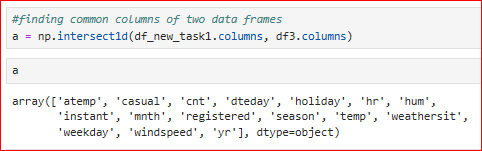 #finding common columns of two data frames
a = np.intersect1d(df_new_task1.columns, df3.columns)
a
array(['atemp', 'casual', 'cnt', 'dteday', 'holiday', 'hr', 'hum',
'instant', 'mnth', 'registered', 'season', 'temp', 'weathersit',
'weekday', 'windspeed', 'yr'], dtype=object)